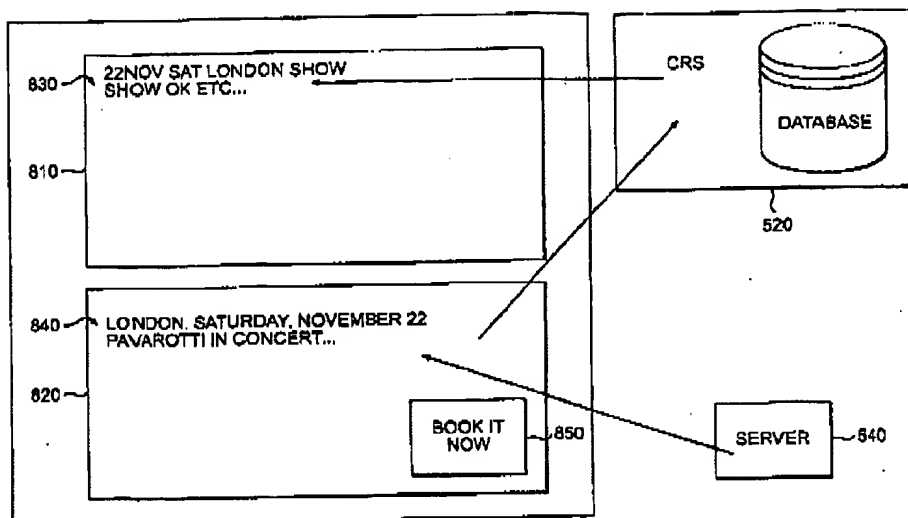 830
22NOV SAT LONDON SHOW
SHOW OK ETC...
810
CRS
DATABASE
520
840
LONDON, SATURDAY, NOVEMBER 22
PAVAROTTI IN CONCERT...
820
BOOK IT
NOW
850
SERVER
540